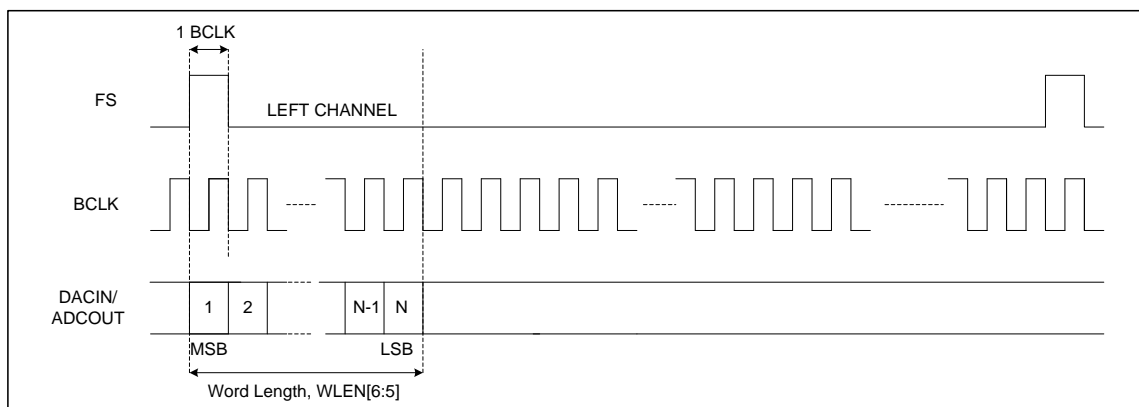 1 BCLK
FS
LEFT CHANNEL
BCLK
DACIN/
ADCOUT
1
2
N-1
N
MSB
LSB
Word Length, WLEN[6:5]